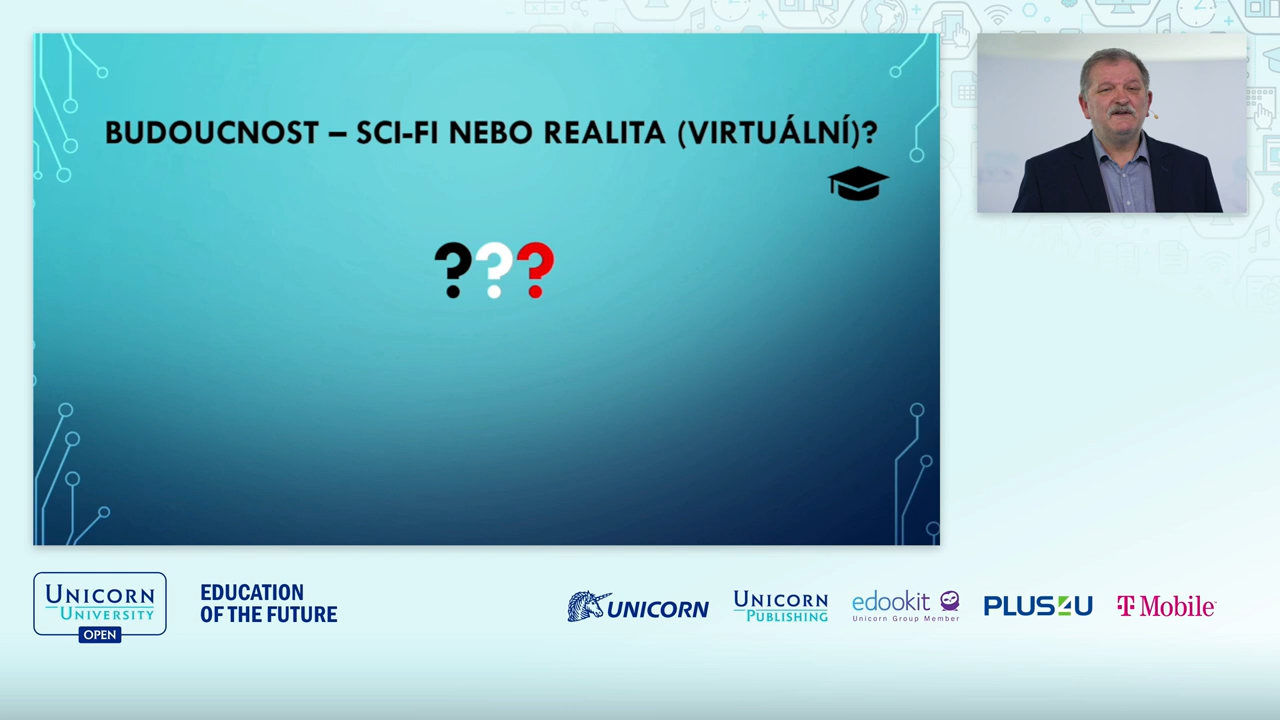 BUDOUCNOST – SCI-FI NEBO REALITA (VIRTUÁLNÍ)?
???
UNICORN
UNIVERSITY
OPEN
EDUCATION
OF THE FUTURE
UNICORN
UNICORN
PUBLISHING
edookit
Unicorn Group Member
PLUS4U
T Mobile